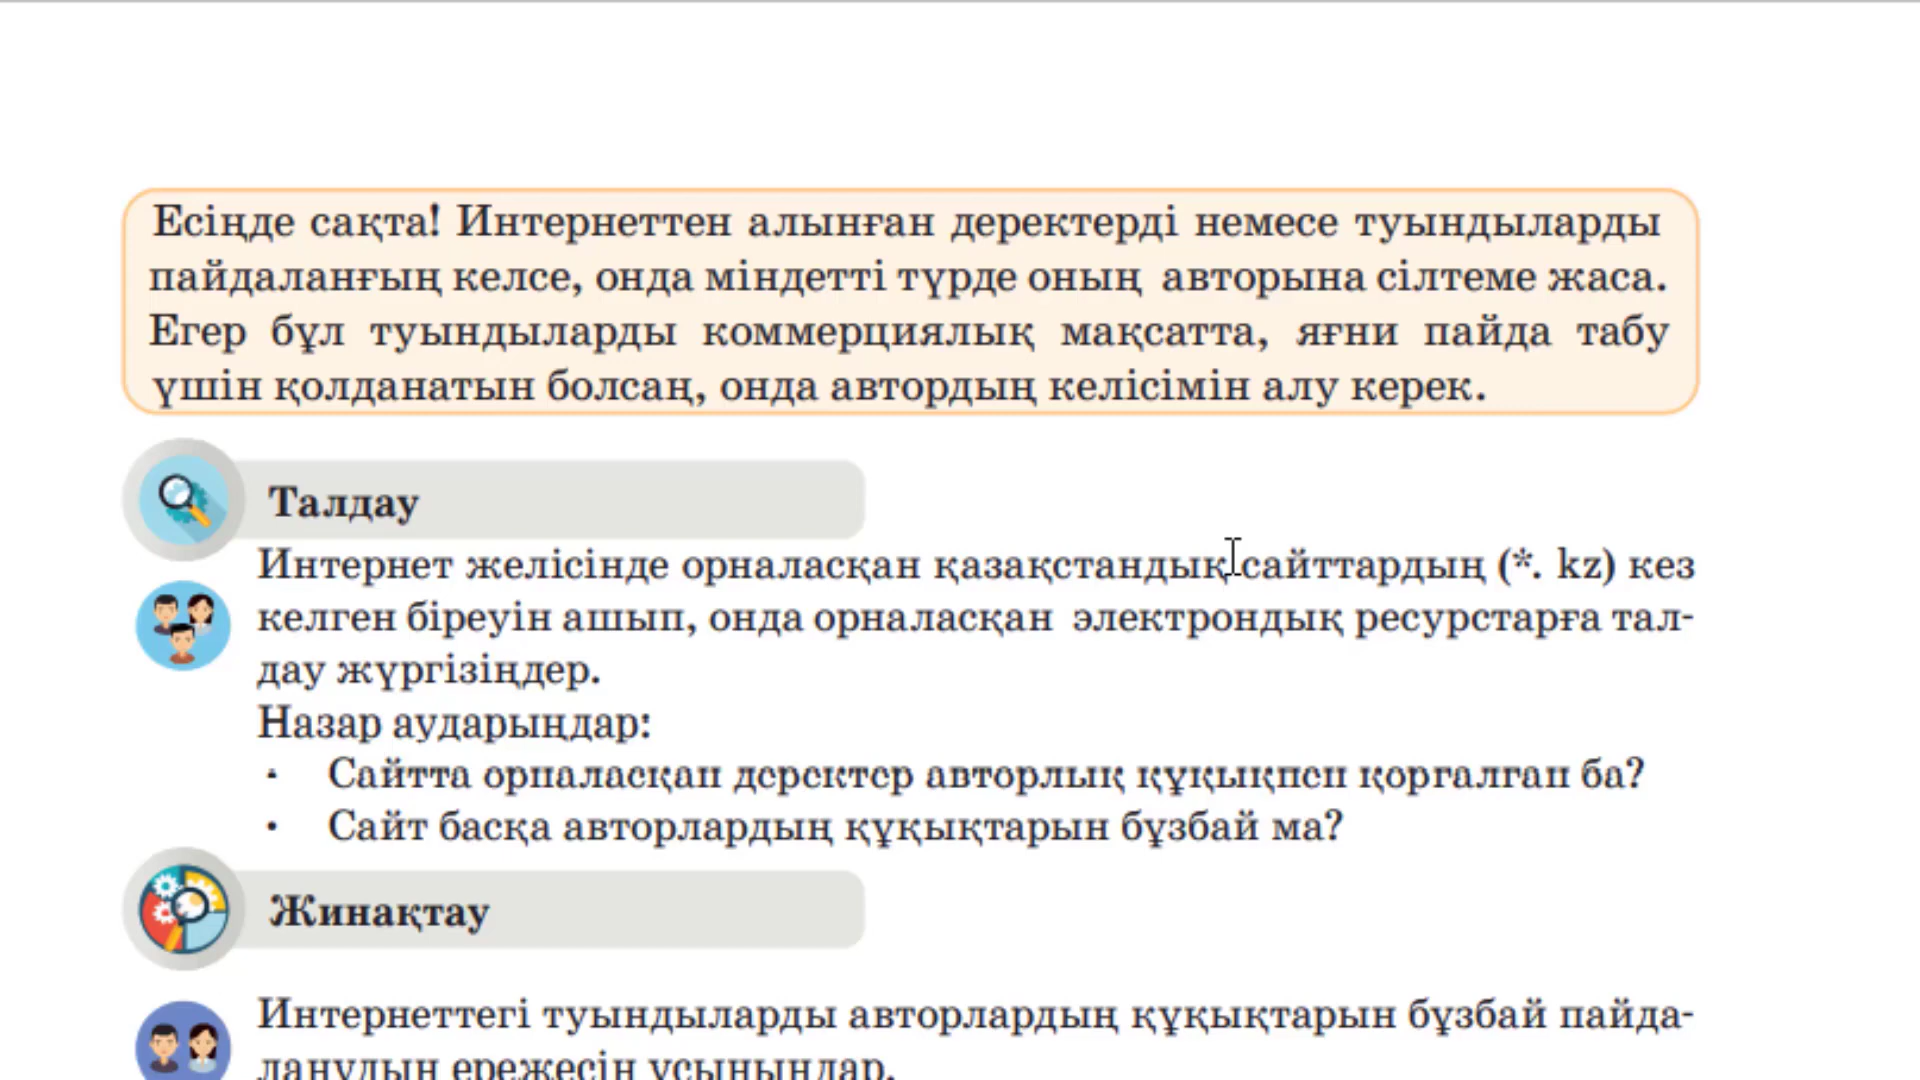 Есіңде сақта! Интернеттен алынған деректерді немесе туындыларды
пайдаланғың келсе, онда міндетті түрде оның авторына сілтеме жаса.
Егер бұл туындыларды коммерциялық мақсатта, яғни пайда табу
үшін қолданатын болсаң, онда автордың келісімін алу керек.
Талдау
Интернет желісінде орналасқан қазақстандық сайттардың (*. kz) кез
келген біреуін ашып, онда орналасқан электрондық ресурстарға тал-
дау жүргізіңдер.
Назар аударыңдар:
• Сайтта орналасқан деректер авторлық құқықпен қорғалған ба?
• Сайт басқа авторлардың құқықтарын бұзбай ма?
Жинақтау
Интернеттегі туындыларды авторлардың құқықтарын бұзбай пайда-
ланудың ережесін ұсыныңдар.